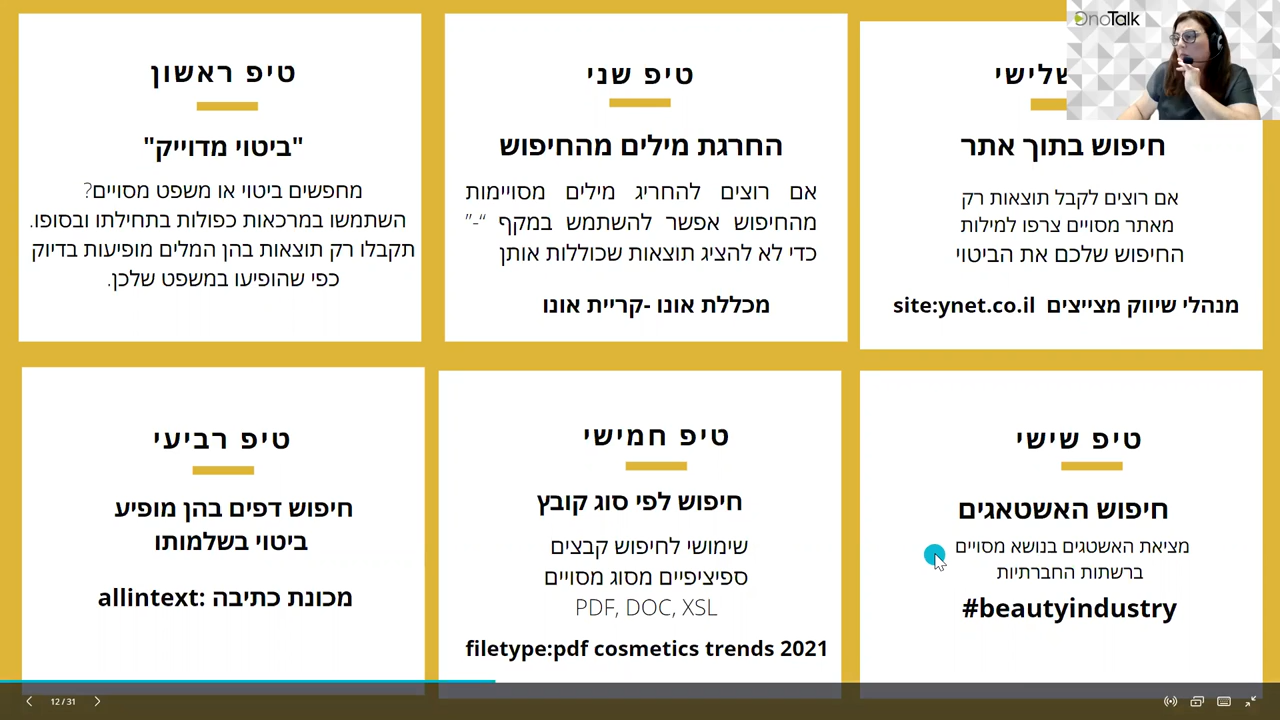 OnoTalk
טיפ ראשון
"ביטוי מדוייק"
מחפשים ביטוי או משפט מסויים?
השתמשו במרכאות כפולות בתחילתו ובסופו.
תקבלו רק תוצאות בהן המלים מופיעות בדיוק
כפי שהופיעו במשפט שלכן.
טיפ שני
החרגת מילים מהחיפוש
אם רוצים להחריג מילים מסויימות
מהחיפוש אפשר להשתמש במקף “-”
כדי לא להציג תוצאות שכוללות אותן
מכללת אונו -קריית אונו
שלישי
חיפוש בתוך אתר
אם רוצים לקבל תוצאות רק
מאתר מסויים צרפו למילות
החיפוש שלכם את הביטוי
מנהלי שיווק מצייצים site:ynet.co.il
טיפ רביעי
חיפוש דפים בהן מופיע
ביטוי בשלמותו
מכונת כתיבה :allintext
טיפ חמישי
חיפוש לפי סוג קובץ
שימושי לחיפוש קבצים
ספיציפיים מסוג מסויים
PDF, DOC, XSL
filetype:pdf cosmetics trends 2021
טיפ שישי
חיפוש האשטאגים
מציאת האשטגים בנושא מסויים
ברשתות החברתיות
#beautyindustry
12 / 31